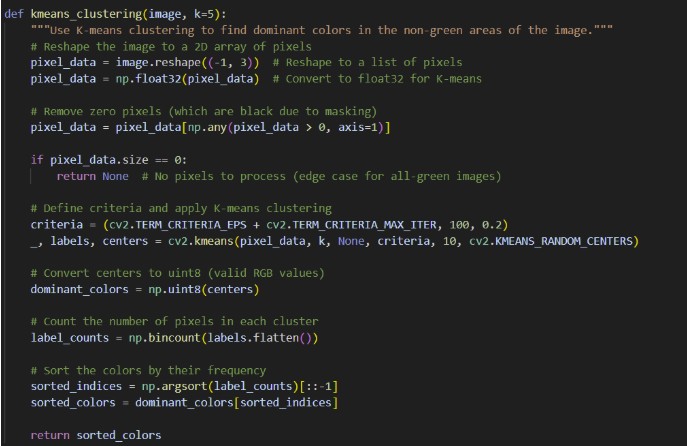 def kmeans_clustering(image, k=5):
    """Use K-means clustering to find dominant colors in the non-green areas of the image."""
    # Reshape the image to a 2D array of pixels
    pixel_data = image.reshape((-1, 3))  # Reshape to a list of pixels
    pixel_data = np.float32(pixel_data)  # Convert to float32 for K-means

    # Remove zero pixels (which are black due to masking)
    pixel_data = pixel_data[np.any(pixel_data > 0, axis=1)]

    if pixel_data.size == 0:
        return None  # No pixels to process (edge case for all-green images)

    # Define criteria and apply K-means clustering
    criteria = (cv2.TERM_CRITERIA_EPS + cv2.TERM_CRITERIA_MAX_ITER, 100, 0.2)
    _, labels, centers = cv2.kmeans(pixel_data, k, None, criteria, 10, cv2.KMEANS_RANDOM_CENTERS)

    # Convert centers to uint8 (valid RGB values)
    dominant_colors = np.uint8(centers)

    # Count the number of pixels in each cluster
    label_counts = np.bincount(labels.flatten())

    # Sort the colors by their frequency
    sorted_indices = np.argsort(label_counts)[::-1]
    sorted_colors = dominant_colors[sorted_indices]

    return sorted_colors